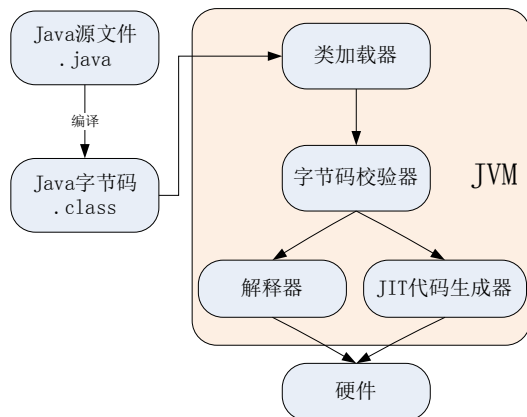 Java源文件
.java
编译
Java字节码
.class
类加载器
字节码校验器
JVM
解释器
JIT代码生成器
硬件